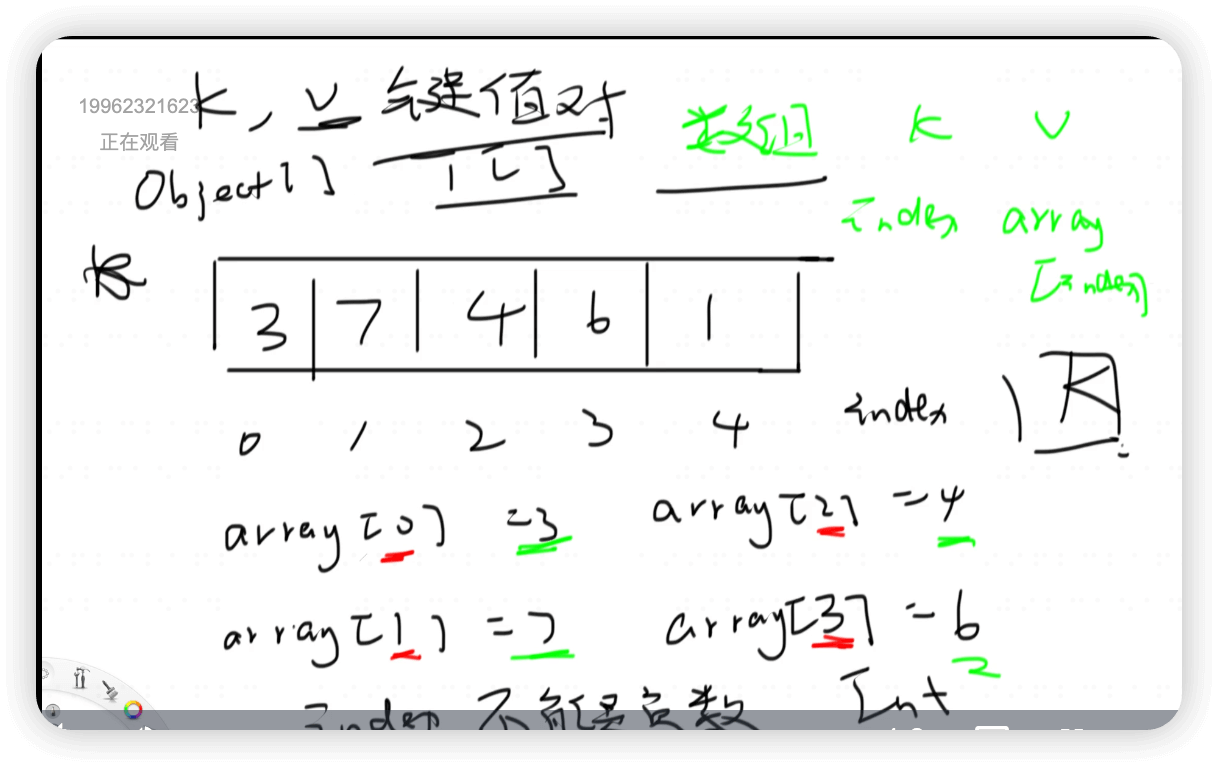 K, V 键值对
19962321623
正在观看
Object[] T[]
数组 K V
index array
[index]
3 7 4 6 1
0 1 2 3 4 index
K
array[0] =3 array[2] =4
array[1] =7 array[3] =6
2
index 不能是负数 Int